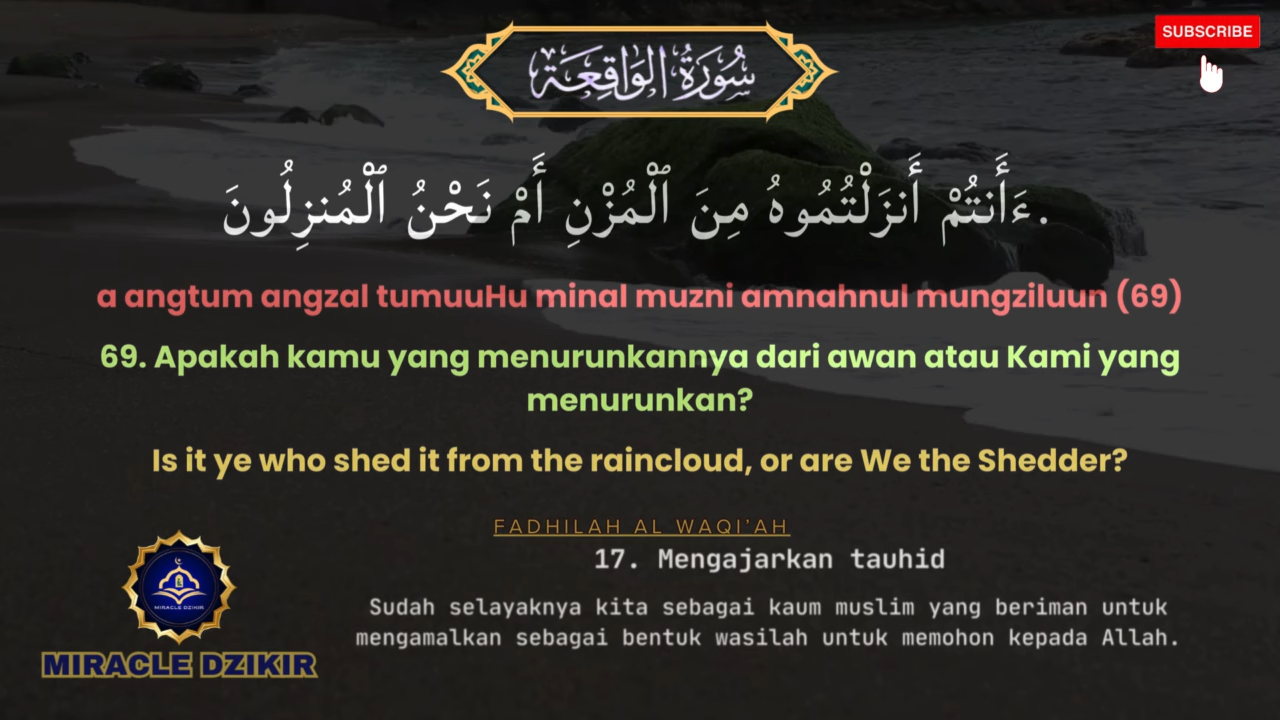 SUBSCRIBE
سُورَةُ الوَاقِعَة
ءَأَنتُمْ أَنزَلْتُمُوهُ مِنَ ٱلْمُزْنِ أَمْ نَحْنُ ٱلْمُنزِلُونَ.
a angtum angzal tumuuHu minal muzni amnahnul mungziluun (69)
69. Apakah kamu yang menurunkannya dari awan atau Kami yang
menurunkan?
Is it ye who shed it from the raincloud, or are We the Shedder?
FADHILAH AL WAQI'AH
17. Mengajarkan tauhid
Sudah selayaknya kita sebagai kaum muslim yang beriman untuk
mengamalkan sebagai bentuk wasilah untuk memohon kepada Allah.
MIRACLE DZIKIR
MIRACLE DZIKIR